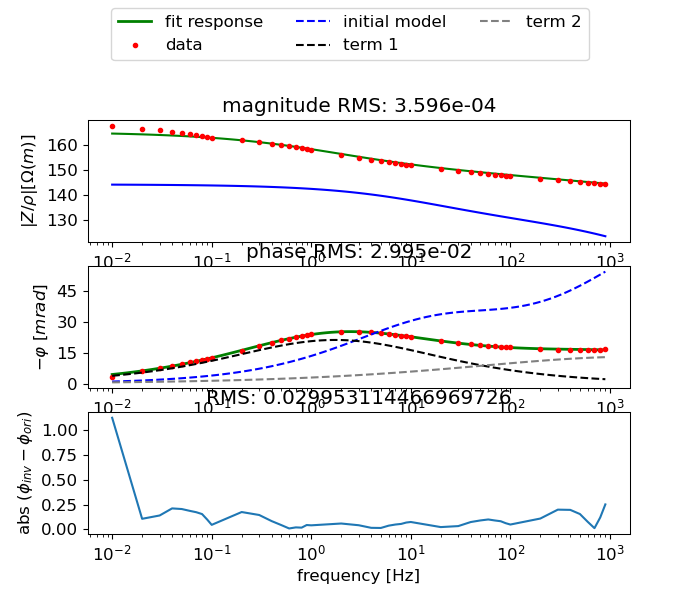 fit response
data
initial model
term 1
term 2
magnitude RMS: 3.596e-04
|Z/ρ|[Ω(m)]
160
150
140
130
10⁻² 10⁻¹ 10⁰ 10¹ 10² 10³
phase RMS: 2.995e-02
−φ [mrad]
45
30
15
0
10⁻² 10⁻¹ 10⁰ 10¹ 10² 10³
RMS: 0.029953114466969726
abs (ϕ_inv − ϕ_ori)
1.00
0.75
0.50
0.25
0.00
10⁻² 10⁻¹ 10⁰ 10¹ 10² 10³
frequency [Hz]